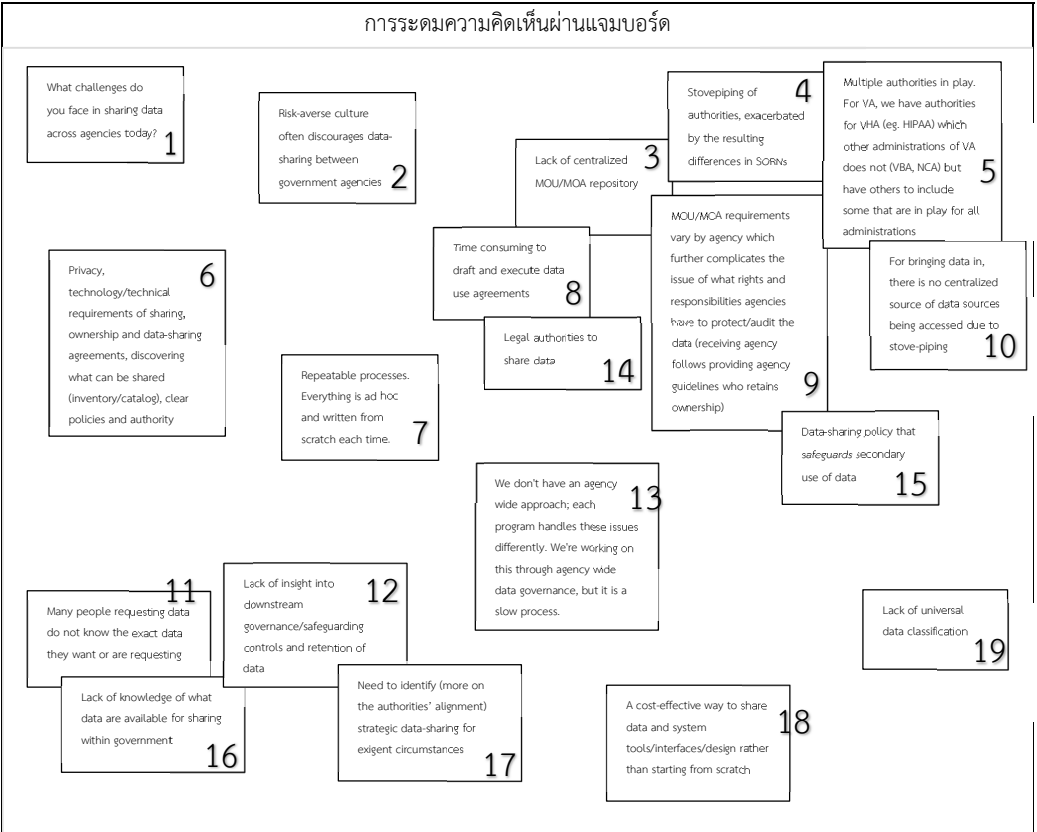 การระดมความคิดเห็นผ่านแจมบอร์ด
What challenges do
you face in sharing data
across agencies today?
1
Risk-averse culture
often discourages data-
sharing between
government agencies
2
Lack of centralized
MOU/MOA repository
3
Stovepiping of
authorities, exacerbated
by the resulting
differences in SORNs
4
Multiple authorities in play.
For VA, we have authorities
for VHA (eg. HIPAA) which
other administrations of VA
does not (VBA, NCA) but
have others to include
some that are in play for all
administrations
5
Privacy,
technology/technical
requirements of sharing,
ownership and data-sharing
agreements, discovering
what can be shared
(inventory/catalog), clear
policies and authority
6
Repeatable processes.
Everything is ad hoc
and written from
scratch each time.
7
Time consuming to
draft and execute data
use agreements
8
MOU/MCA requirements
vary by agency which
further complicates the
issue of what rights and
responsibilities agencies
have to protect/audit the
data (receiving agency
follows providing agency
guidelines who retains
ownership)
9
For bringing data in,
there is no centralized
source of data sources
being accessed due to
stove-piping
10
Many people requesting data
do not know the exact data
they want or are requesting
11
Lack of insight into
downstream
governance/safeguarding
controls and retention of
data
12
We don't have an agency
wide approach; each
program handles these issues
differently. We're working on
this through agency wide
data governance, but it is a
slow process.
13
Legal authorities to
share data
14
Data-sharing policy that
safeguards secondary
use of data
15
Lack of knowledge of what
data are available for sharing
within government
16
Need to identify (more on
the authorities' alignment)
strategic data-sharing for
exigent circumstances
17
A cost-effective way to share
data and system
tools/interfaces/design rather
than starting from scratch
18
Lack of universal
data classification
19